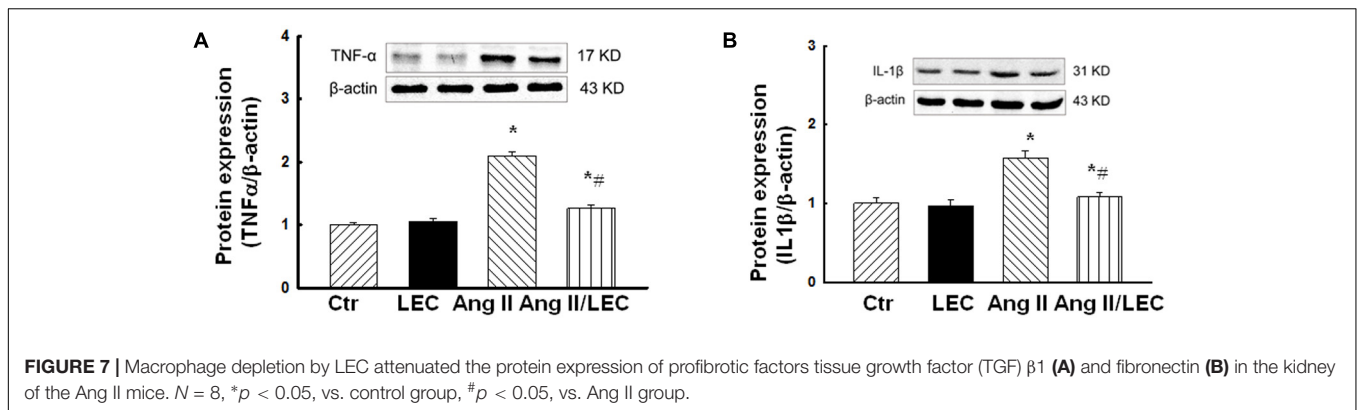 A
Protein expression
(TNFα/β-actin)
4
3
2
1
0
TNF-α
17 KD
β-actin
43 KD
*
*#
Ctr LEC Ang II Ang II/LEC
B
Protein expression
(IL1β/β-actin)
3
2
1
0
IL-1β
31 KD
β-actin
43 KD
*
*#
Ctr LEC Ang II Ang II/LEC
FIGURE 7 | Macrophage depletion by LEC attenuated the protein expression of profibrotic factors tissue growth factor (TGF) β1 (A) and fibronectin (B) in the kidney
of the Ang II mice. N = 8, *p < 0.05, vs. control group, #p < 0.05, vs. Ang II group.